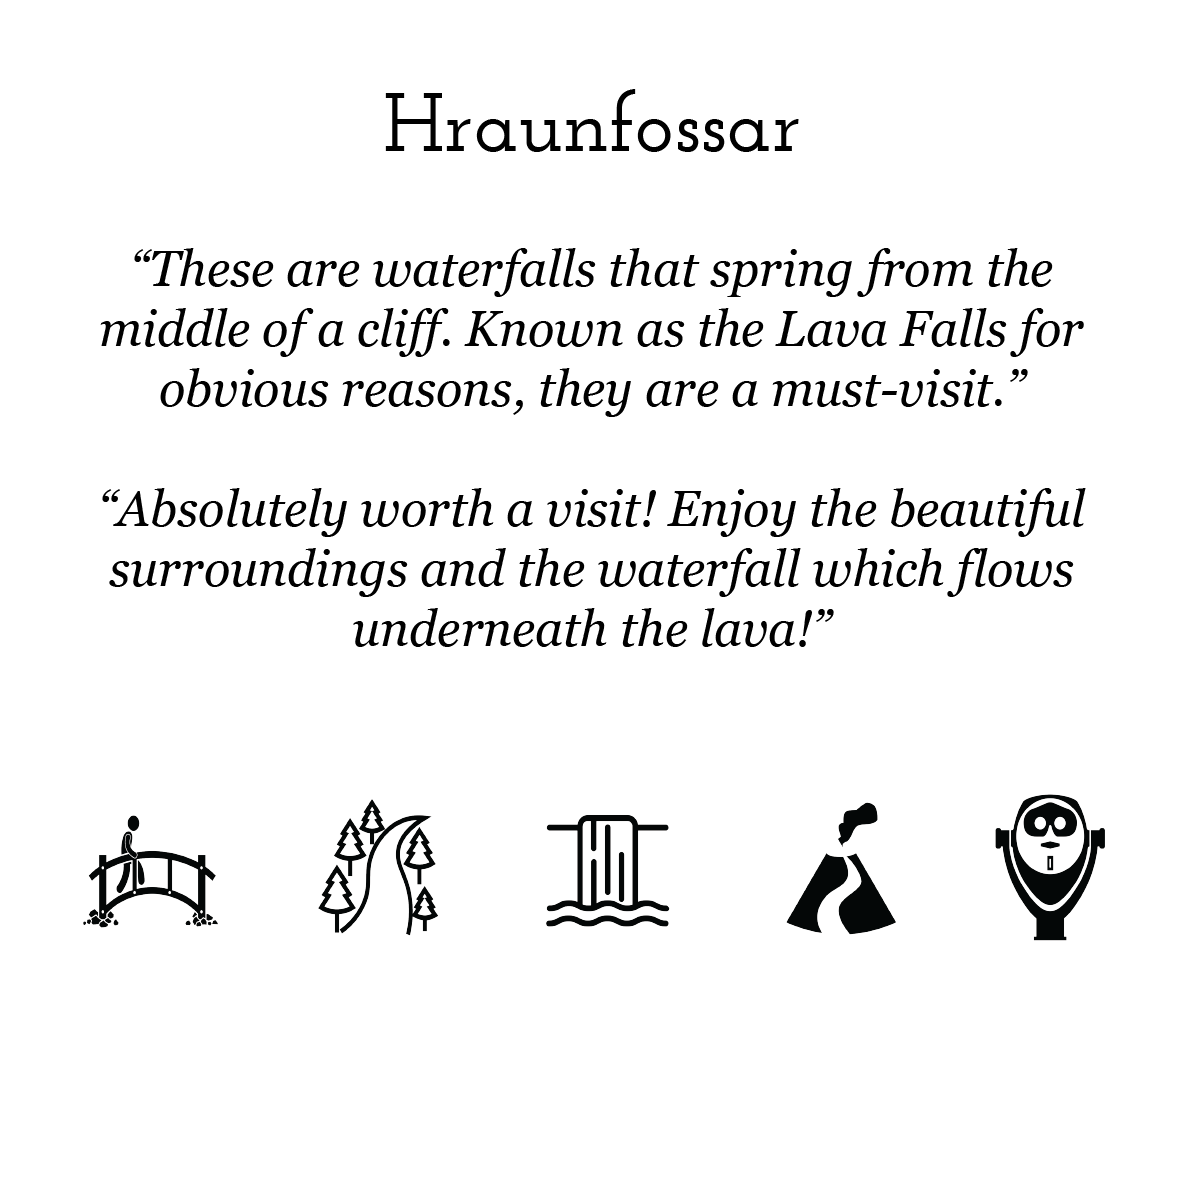 Hraunfossar
“These are waterfalls that spring from the
middle of a cliff. Known as the Lava Falls for
obvious reasons, they are a must-visit.”
“Absolutely worth a visit! Enjoy the beautiful
surroundings and the waterfall which flows
underneath the lava!”